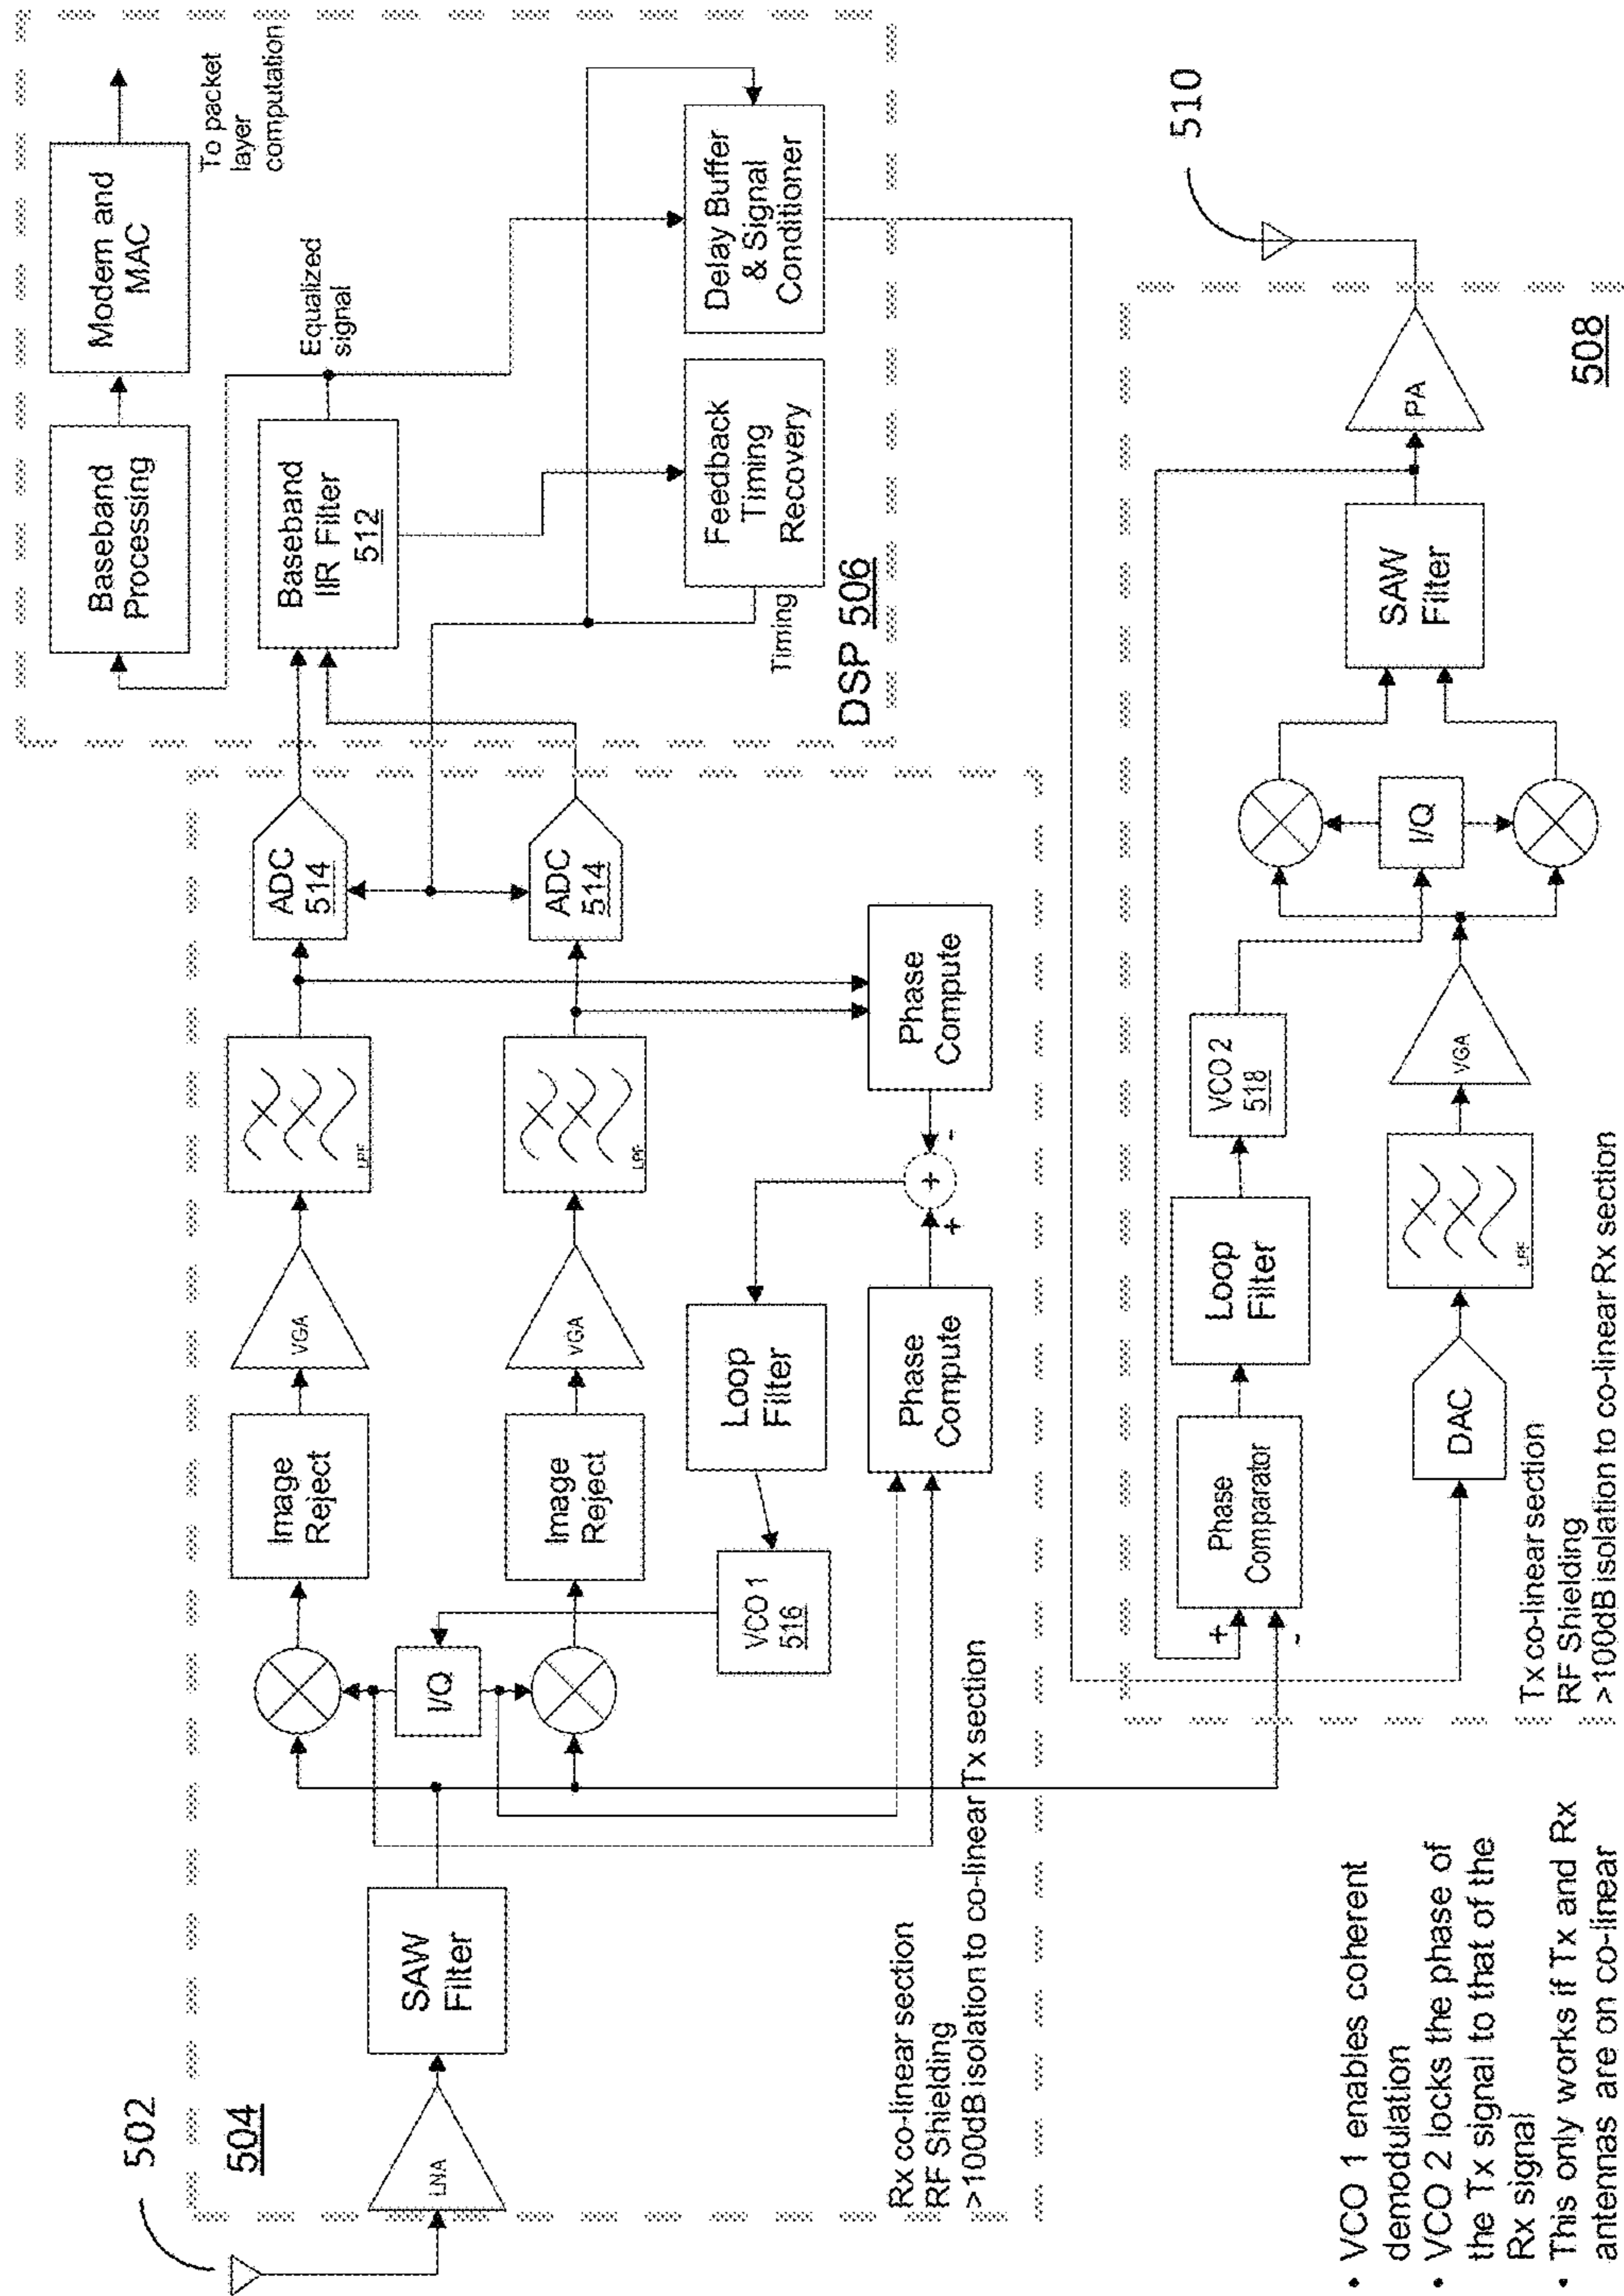 502
504
LNA
SAW
Filter
I/Q
Image
Reject
Image
Reject
VGA
VGA
LPF
LPF
ADC
514
ADC
514
VCO 1
516
Loop
Filter
Phase
Compute
+
+
-
Phase
Compute
Rx co-linear section
RF Shielding
>100dB isolation to co-linear Tx section
Baseband
Processing
Modem and
MAC
To packet
layer
computation
Baseband
IIR Filter
512
Equalized
signal
Feedback
Timing
Recovery
Delay Buffer
& Signal
Conditioner
Timing
DSP 506
510
Phase
Comparator
+
-
Loop
Filter
VCO 2
518
I/Q
SAW
Filter
PA
DAC
LPF
VGA
508
Tx co-linear section
RF Shielding
>100dB isolation to co-linear Rx section
• VCO 1 enables coherent
demodulation
• VCO 2 locks the phase of
the Tx signal to that of the
Rx signal
• This only works if Tx and Rx
antennas are on co-linear